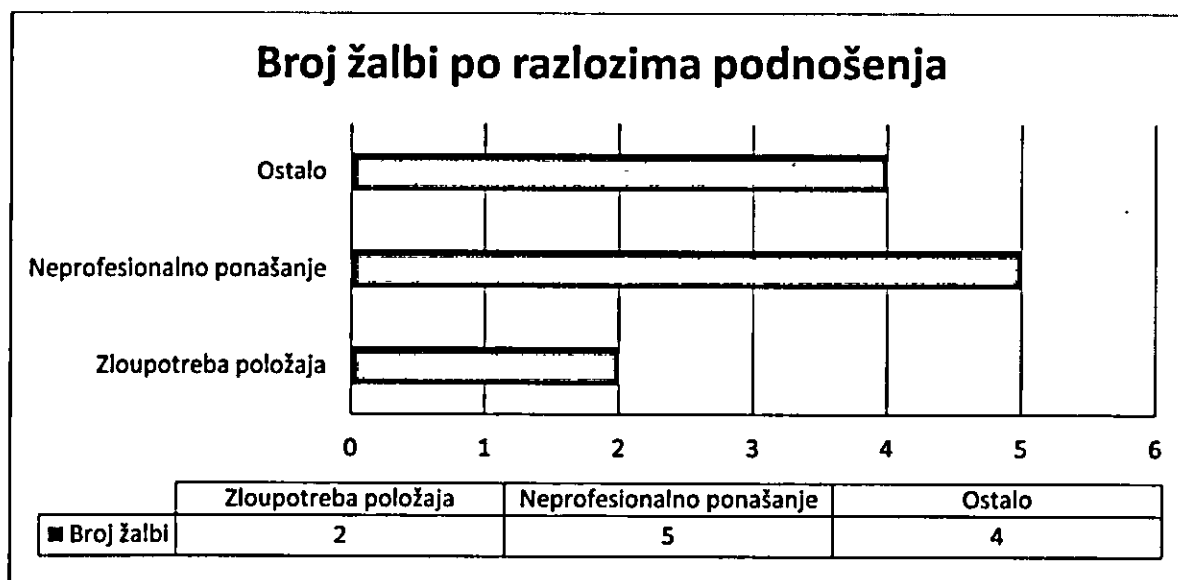 Broj žalbi po razlozima podnošenja
Ostalo
Neprofesionalno ponašanje
Zloupotreba položaja
0 1 2 3 4 5 6
Zloupotreba položaja Neprofesionalno ponašanje Ostalo
Broj žalbi 2 5 4